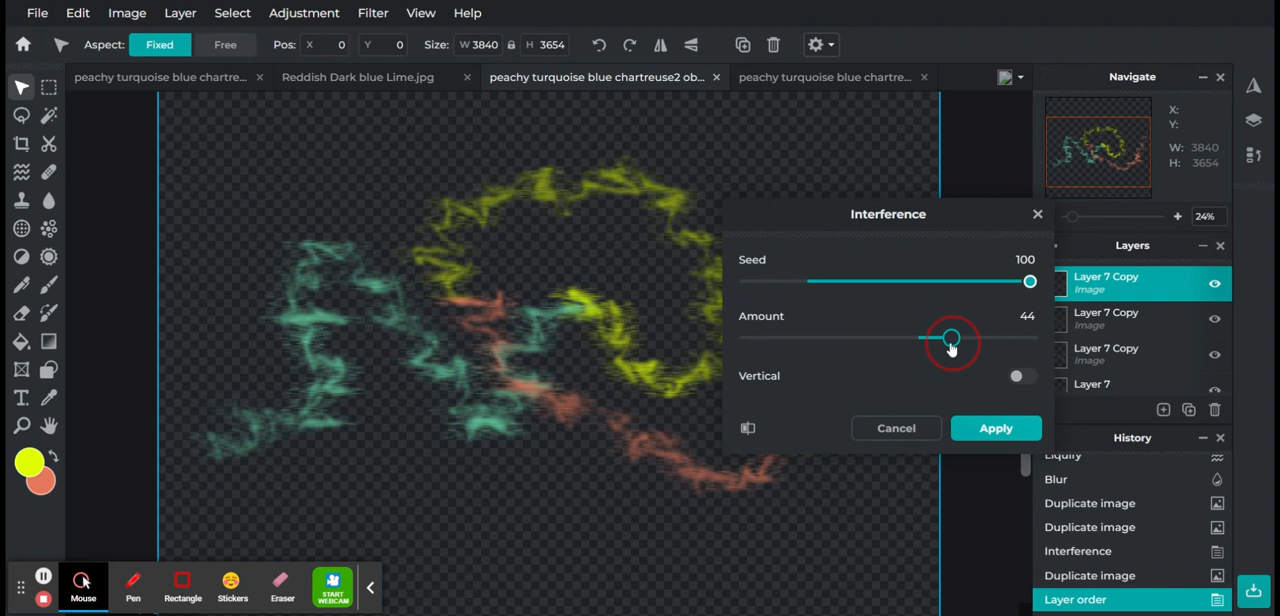 File Edit Image Layer Select Adjustment Filter View Help
Aspect: Fixed Free Pos: X 0 Y 0 Size: W 3840 H 3654
peachy turquoise blue chartre... Reddish Dark blue Lime.jpg peachy turquoise blue chartreuse2 ob... peachy turquoise blue chartre...
Navigate
X:
Y:
W: 3840
H: 3654
24%
Interference
Seed 100
Amount 44
Vertical
Cancel Apply
Layers
Layer 7 Copy
Image
Layer 7 Copy
Image
Layer 7 Copy
Image
Layer 7
History
Liquify
Blur
Duplicate image
Duplicate image
Interference
Duplicate image
Layer order
Mouse Pen Rectangle Stickers Eraser START WEBCAM